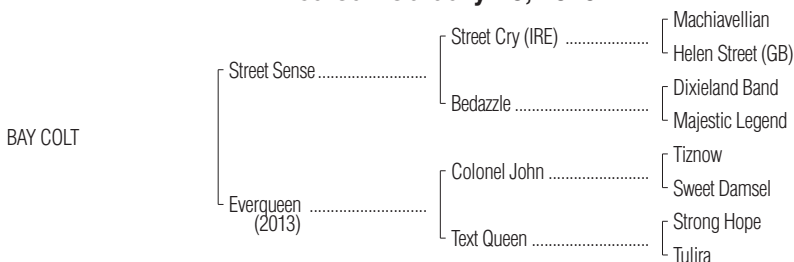 Machiavellian
Street Cry (IRE) ....................
Helen Street (GB)
Street Sense ..........................
Dixieland Band
Bedazzle .................................
Majestic Legend
BAY COLT
Tiznow
Colonel John ..........................
Sweet Damsel
Everqueen ............................
(2013)
Strong Hope
Text Queen ............................
Tulira